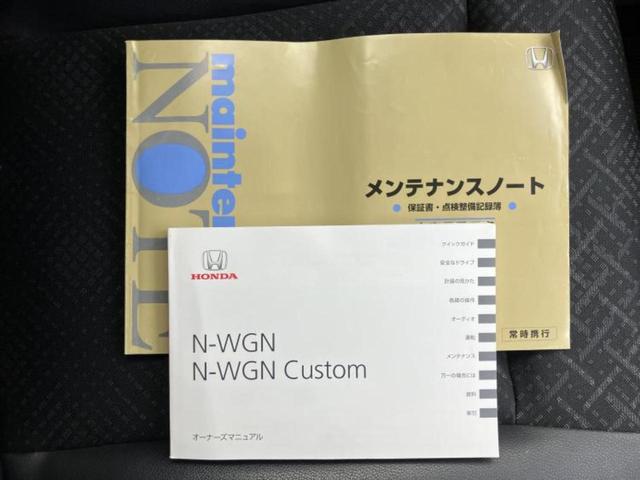 mainte
NOTE
メンテナンスノート
保証書・点検整備記録簿
常時携行
HONDA
N-WGN
N-WGN Custom
オーナーズマニュアル
クイックガイド
安全なドライブ
計器の見かた
各部の操作
オーディオ
運転
メンテナンス
万一の場合には
資料
索引